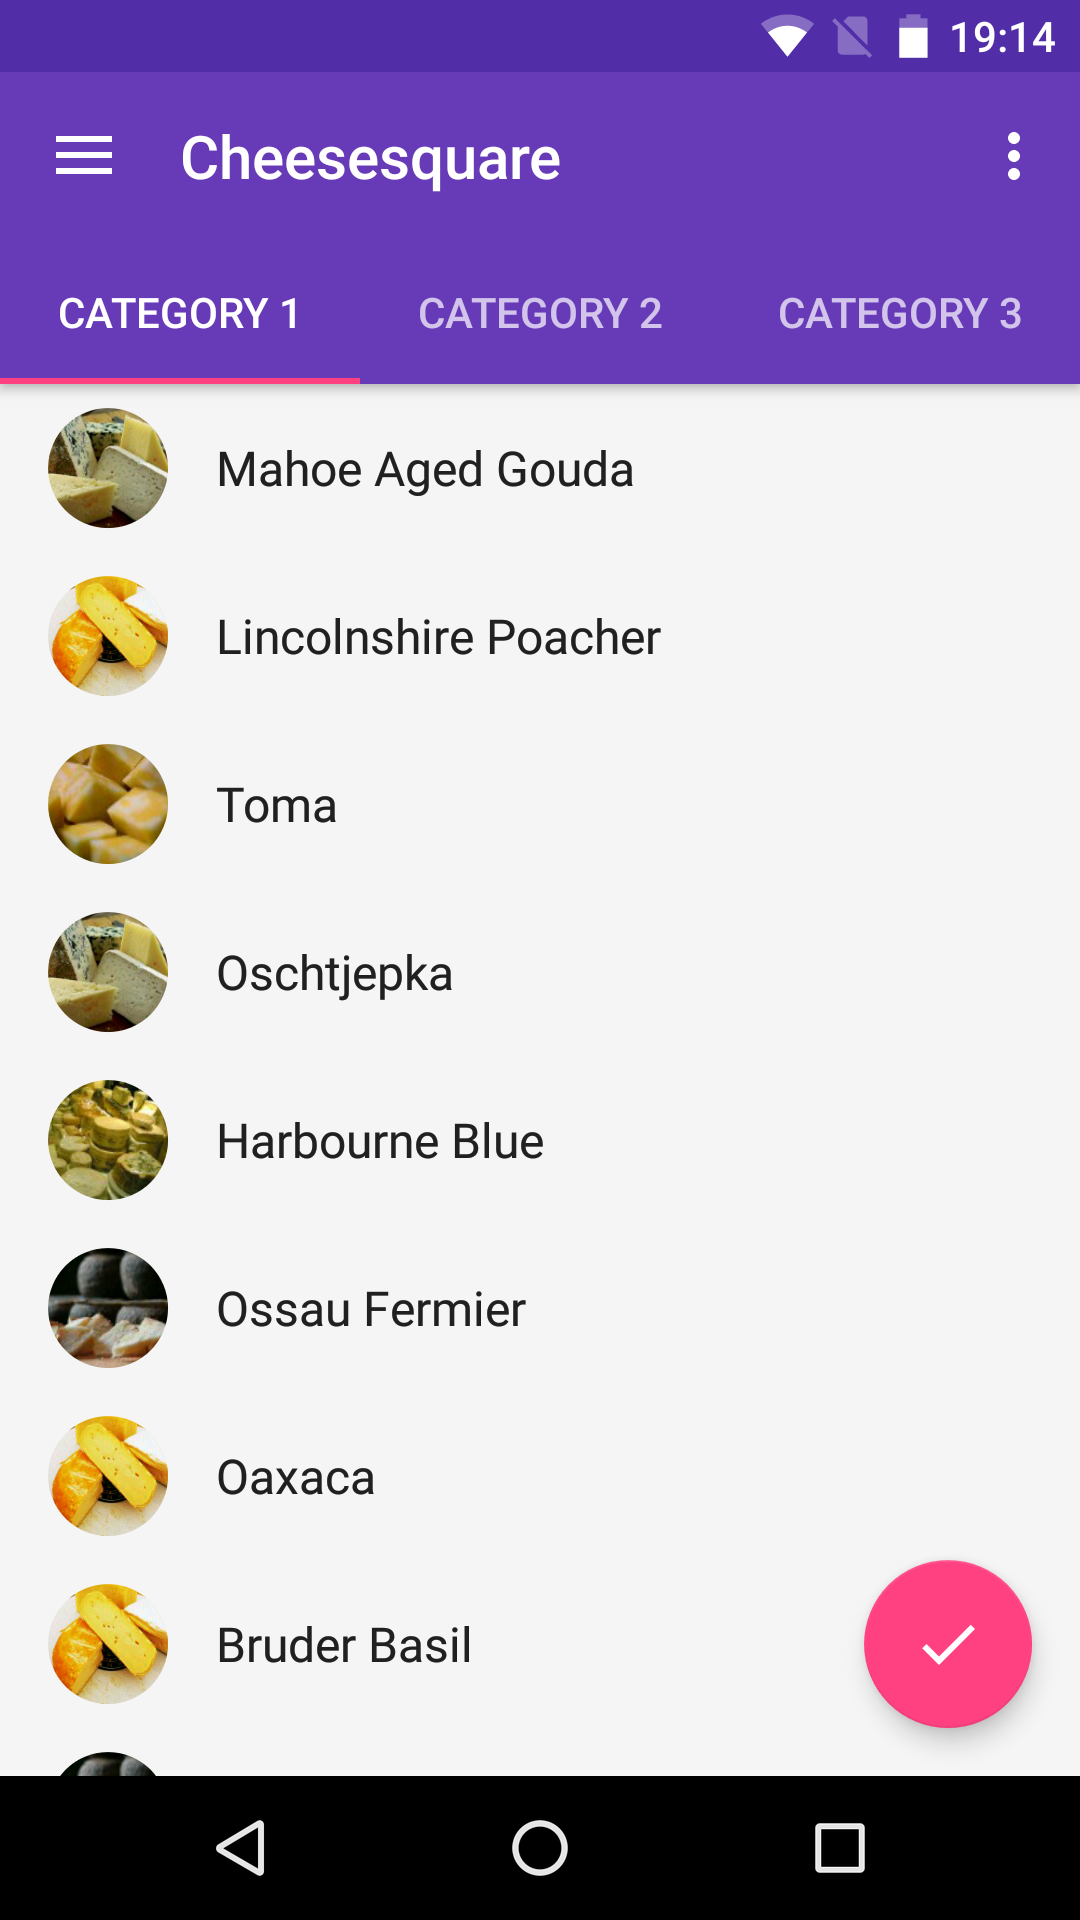 19:14
Cheesesquare
CATEGORY 1 CATEGORY 2 CATEGORY 3
Mahoe Aged Gouda
Lincolnshire Poacher
Toma
Oschtjepka
Harbourne Blue
Ossau Fermier
Oaxaca
Bruder Basil